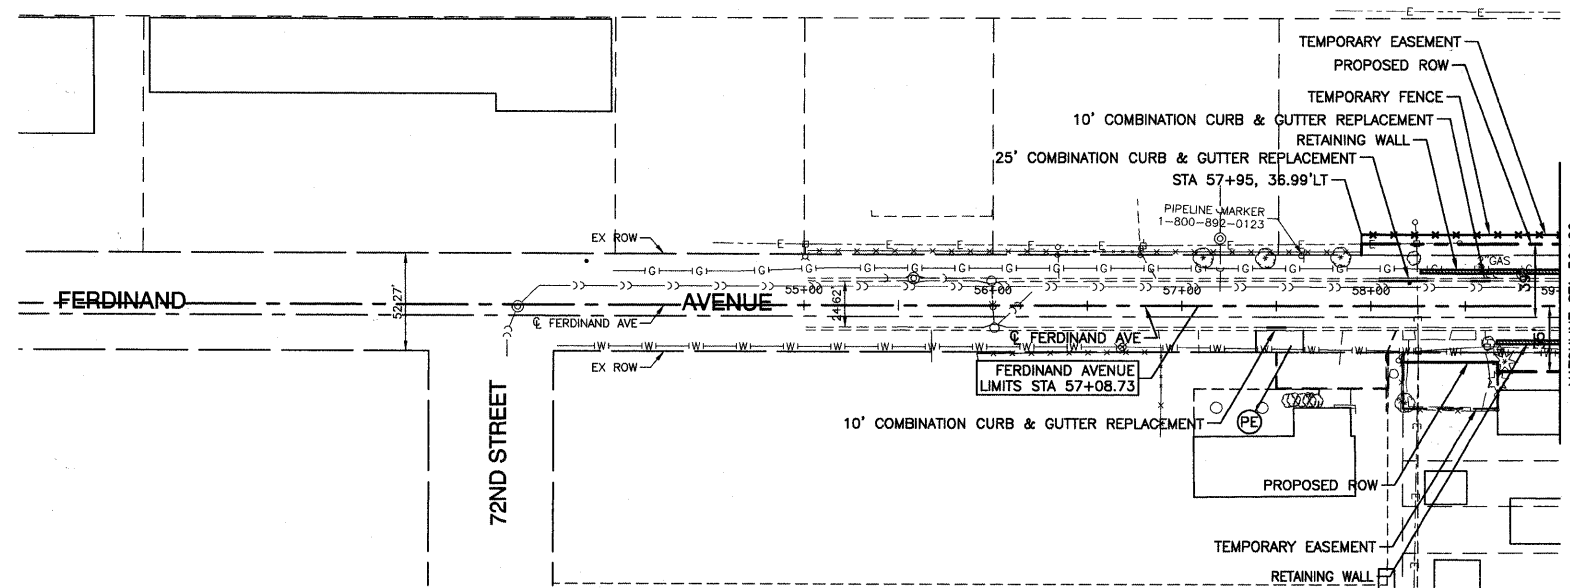 E E
TEMPORARY EASEMENT
PROPOSED ROW
TEMPORARY FENCE
10' COMBINATION CURB & GUTTER REPLACEMENT
RETAINING WALL
25' COMBINATION CURB & GUTTER REPLACEMENT
STA 57+95, 36.99'LT
PIPELINE MARKER
1-800-892-0123
EX ROW
E E E E E E E E
G G G G G G G G G G G G G G
2"GAS
52.27'
24.62'
FERDINAND AVENUE
55+00 56+00 57+00 58+00 59+
℄ FERDINAND AVE
℄ FERDINAND AVE
W W W W W W W W W W W W W W W W
EX ROW
FERDINAND AVENUE
LIMITS STA 57+08.73
10' COMBINATION CURB & GUTTER REPLACEMENT
PE
72ND STREET
PROPOSED ROW
TEMPORARY EASEMENT
RETAINING WALL